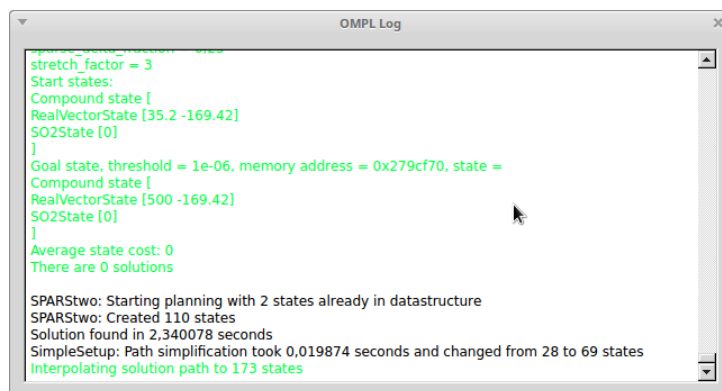 OMPL Log
sparse_delta_fraction = 0.25
stretch_factor = 3
Start states:
Compound state [
RealVectorState [35.2 -169.42]
SO2State [0]
]
Goal state, threshold = 1e-06, memory address = 0x279cf70, state =
Compound state [
RealVectorState [500 -169.42]
SO2State [0]
]
Average state cost: 0
There are 0 solutions
SPARStwo: Starting planning with 2 states already in datastructure
SPARStwo: Created 110 states
Solution found in 2,340078 seconds
SimpleSetup: Path simplification took 0,019874 seconds and changed from 28 to 69 states
Interpolating solution path to 173 states